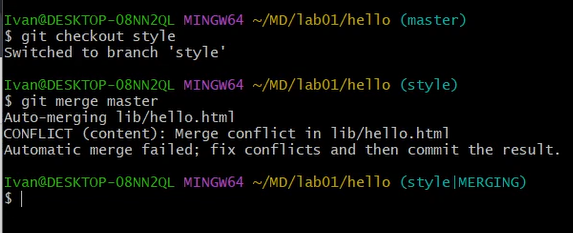 Ivan@DESKTOP-08NN2QL MINGW64 ~/MD/lab01/hello (master)
$ git checkout style
Switched to branch 'style'
Ivan@DESKTOP-08NN2QL MINGW64 ~/MD/lab01/hello (style)
$ git merge master
Auto-merging lib/hello.html
CONFLICT (content): Merge conflict in lib/hello.html
Automatic merge failed; fix conflicts and then commit the result.
Ivan@DESKTOP-08NN2QL MINGW64 ~/MD/lab01/hello (style|MERGING)
$